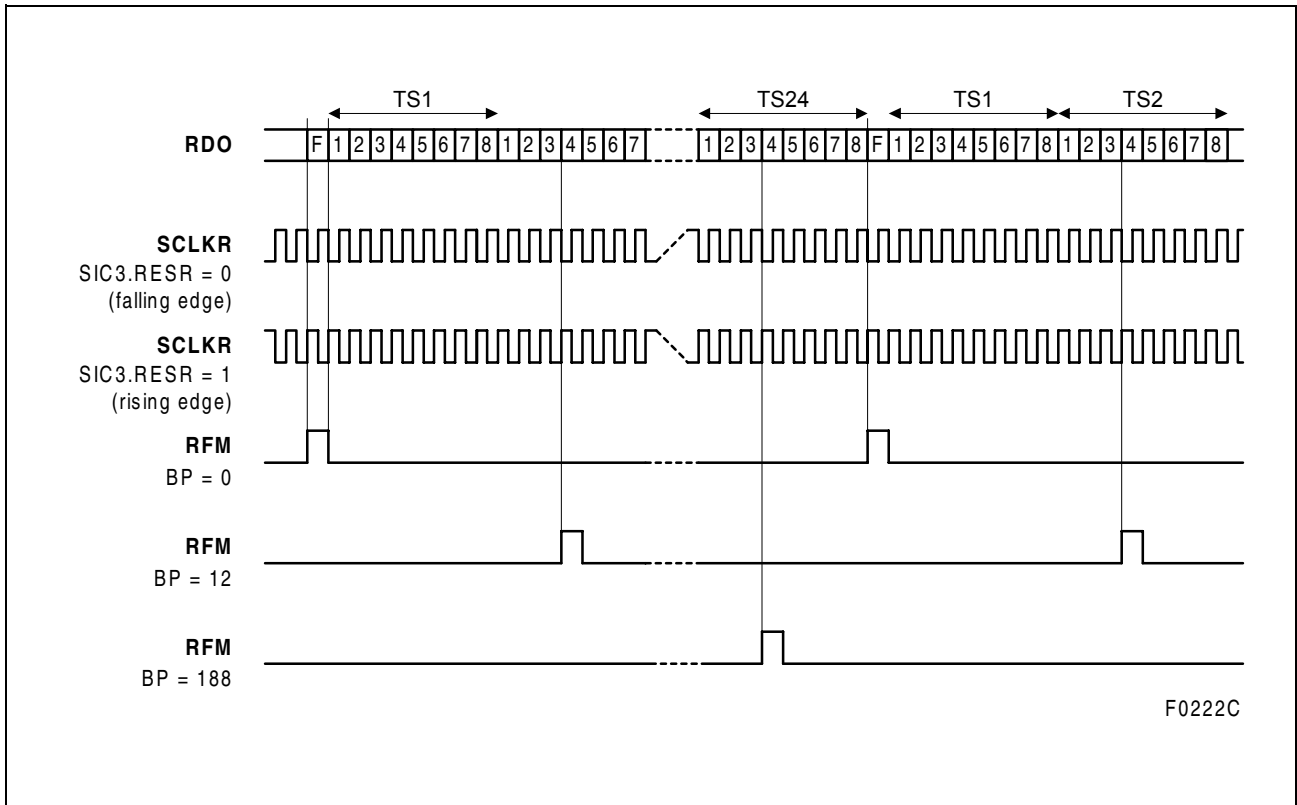 TS1 TS24 TS1 TS2
RDO F 1 2 3 4 5 6 7 8 1 2 3 4 5 6 7 1 2 3 4 5 6 7 8 F 1 2 3 4 5 6 7 8 1 2 3 4 5 6 7 8
SCLKR
SIC3.RESR = 0
(falling edge)
SCLKR
SIC3.RESR = 1
(rising edge)
RFM
BP = 0
RFM
BP = 12
RFM
BP = 188
F0222C